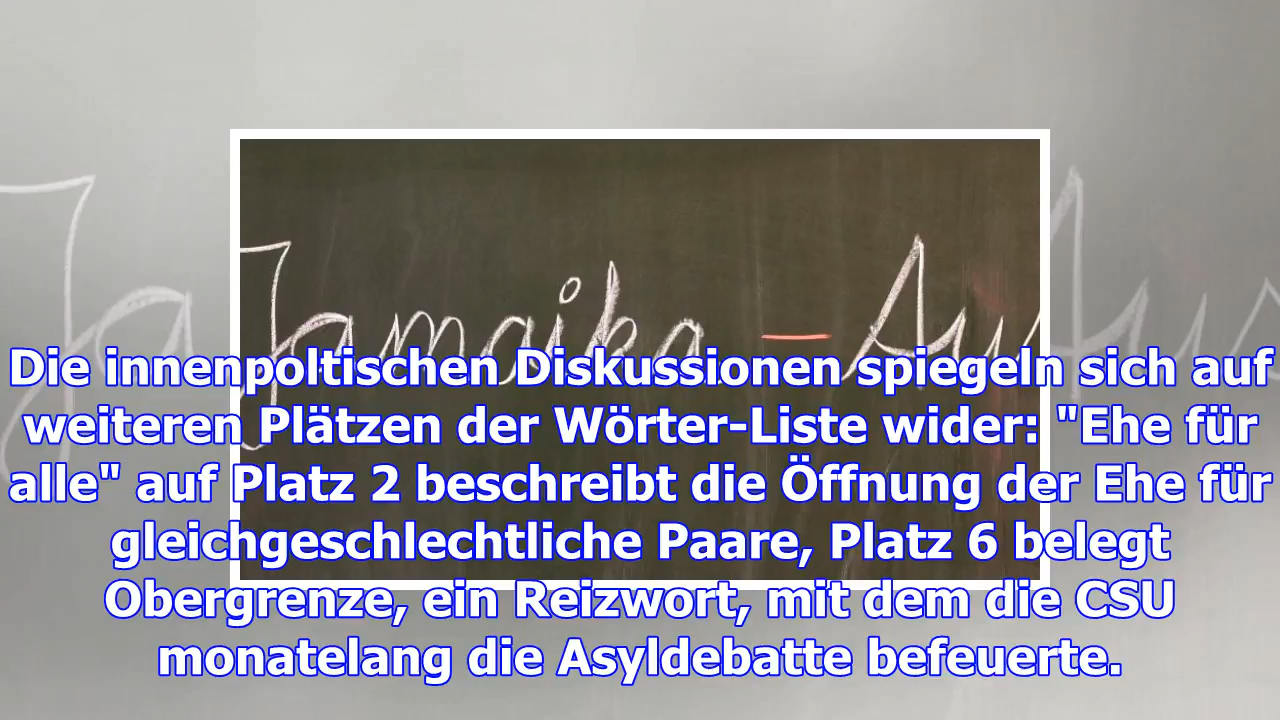 Jamaika – Aus
Die innenpoltischen Diskussionen spiegeln sich auf
weiteren Plätzen der Wörter-Liste wider: "Ehe für
alle" auf Platz 2 beschreibt die Öffnung der Ehe für
gleichgeschlechtliche Paare, Platz 6 belegt
Obergrenze, ein Reizwort, mit dem die CSU
monatelang die Asyldebatte befeuerte.